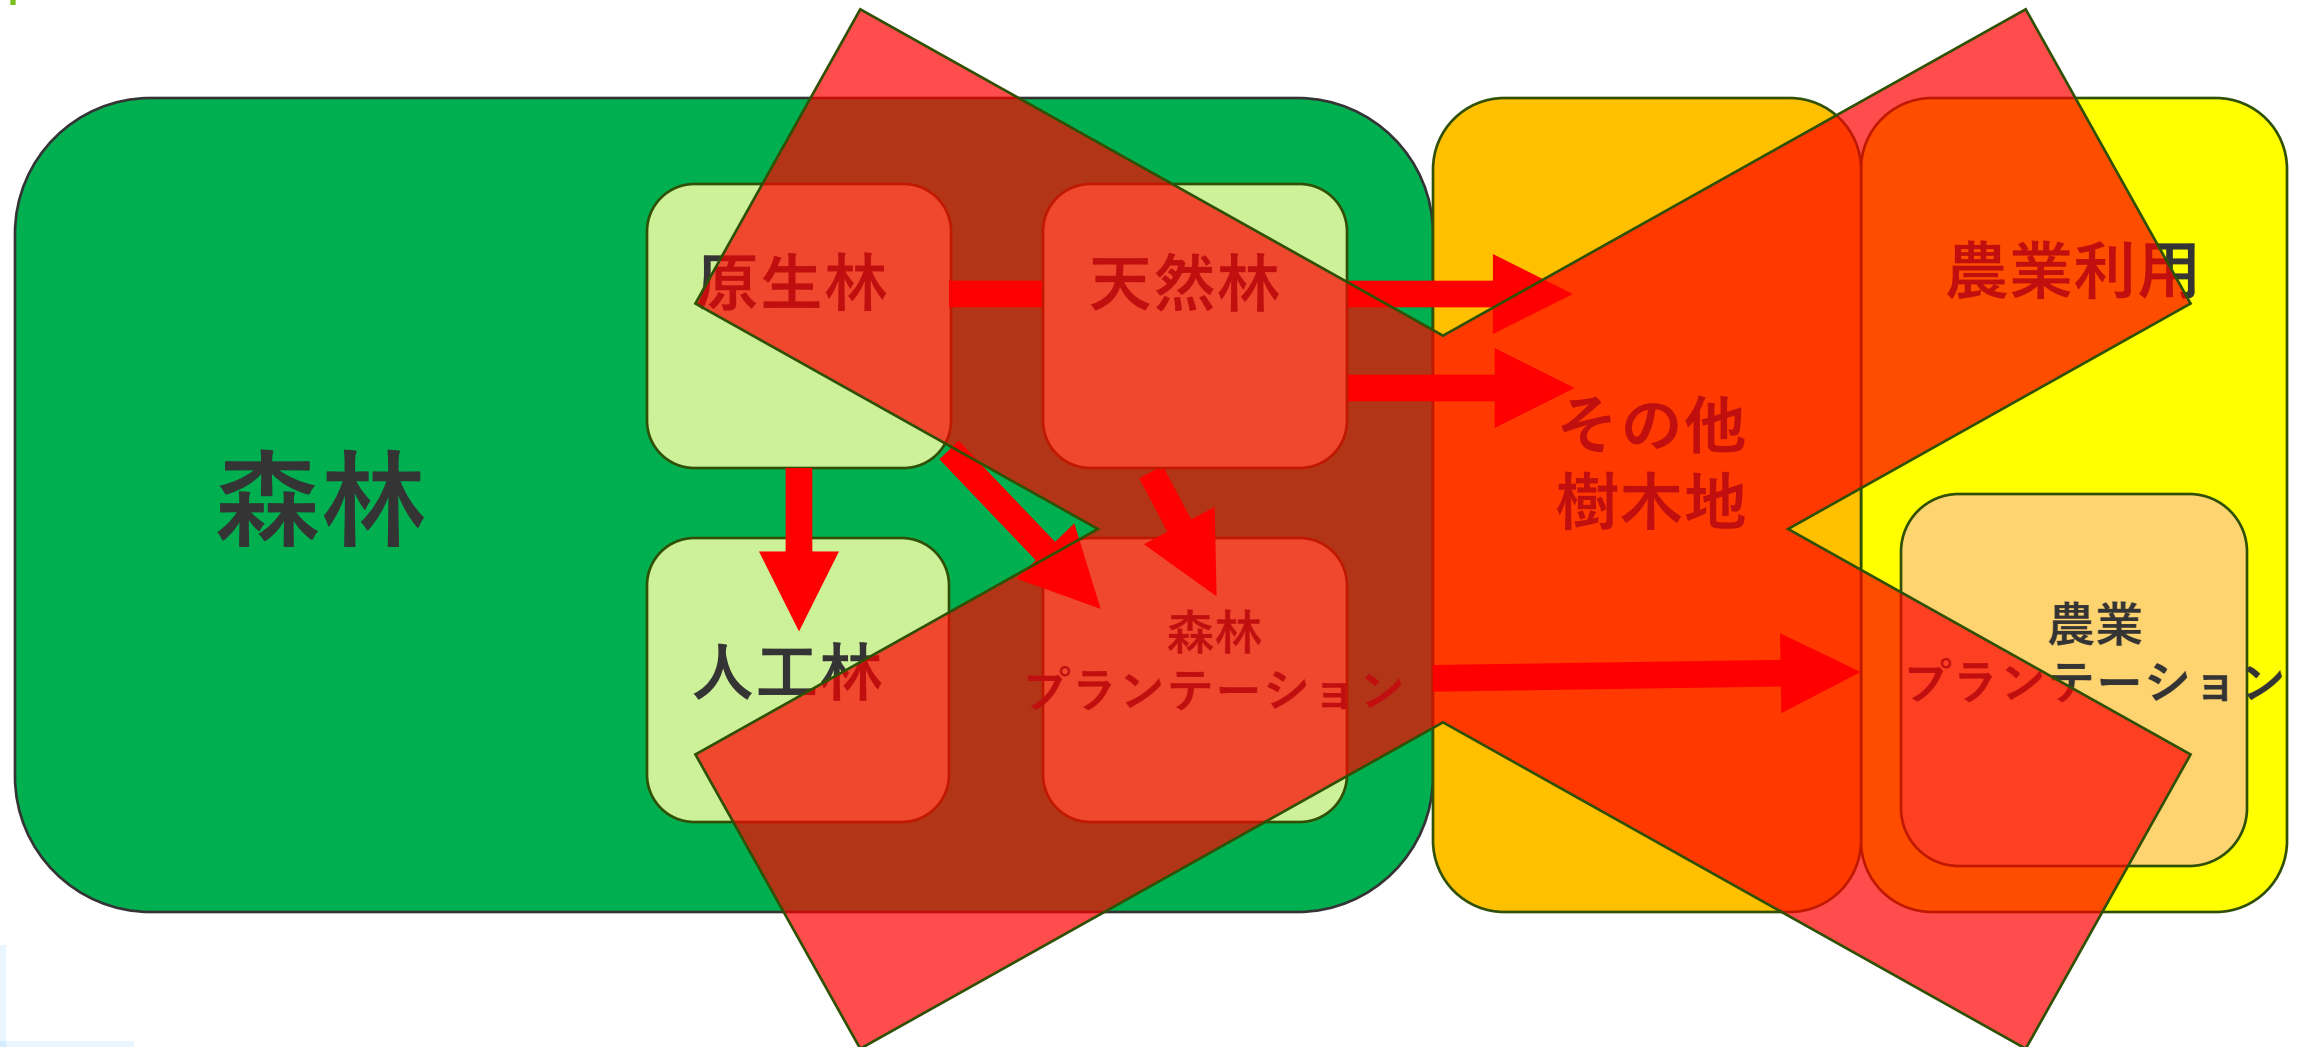 森林
原生林
天然林
人工林
森林
プランテーション
その他
樹木地
農業利用
農業
プランテーション